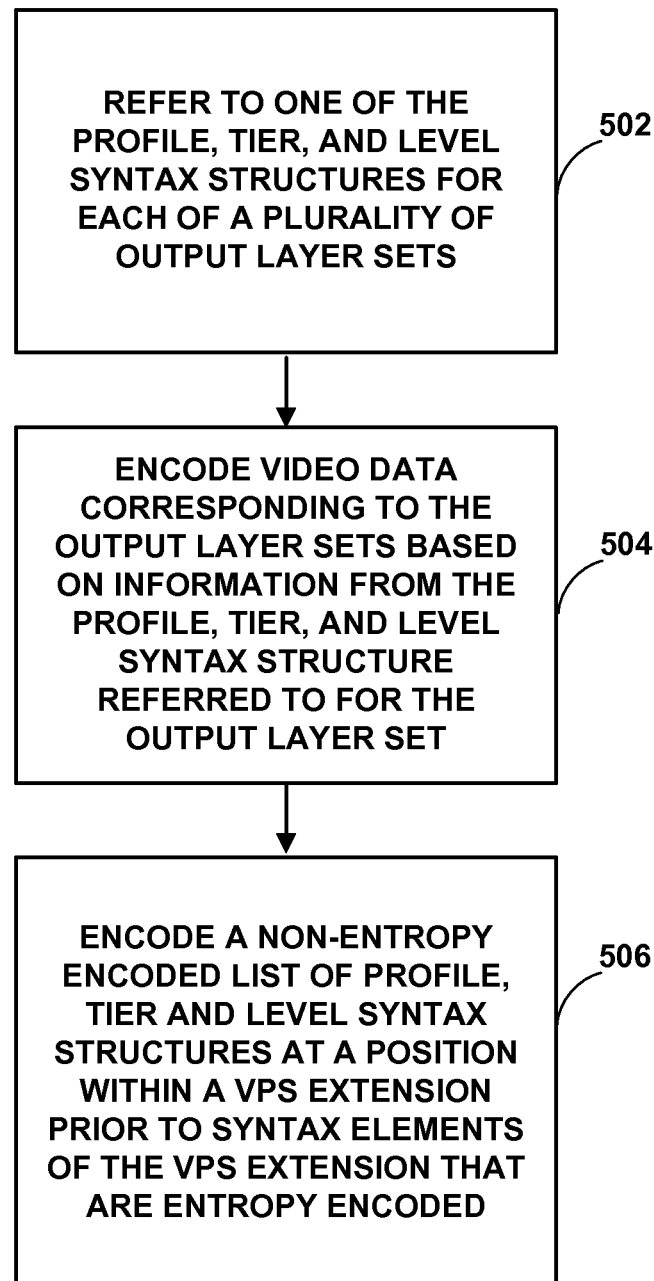 REFER TO ONE OF THE
PROFILE, TIER, AND LEVEL
SYNTAX STRUCTURES FOR
EACH OF A PLURALITY OF
OUTPUT LAYER SETS
502
ENCODE VIDEO DATA
CORRESPONDING TO THE
OUTPUT LAYER SETS BASED
ON INFORMATION FROM THE
PROFILE, TIER, AND LEVEL
SYNTAX STRUCTURE
REFERRED TO FOR THE
OUTPUT LAYER SET
504
ENCODE A NON-ENTROPY
ENCODED LIST OF PROFILE,
TIER AND LEVEL SYNTAX
STRUCTURES AT A POSITION
WITHIN A VPS EXTENSION
PRIOR TO SYNTAX ELEMENTS
OF THE VPS EXTENSION THAT
ARE ENTROPY ENCODED
506